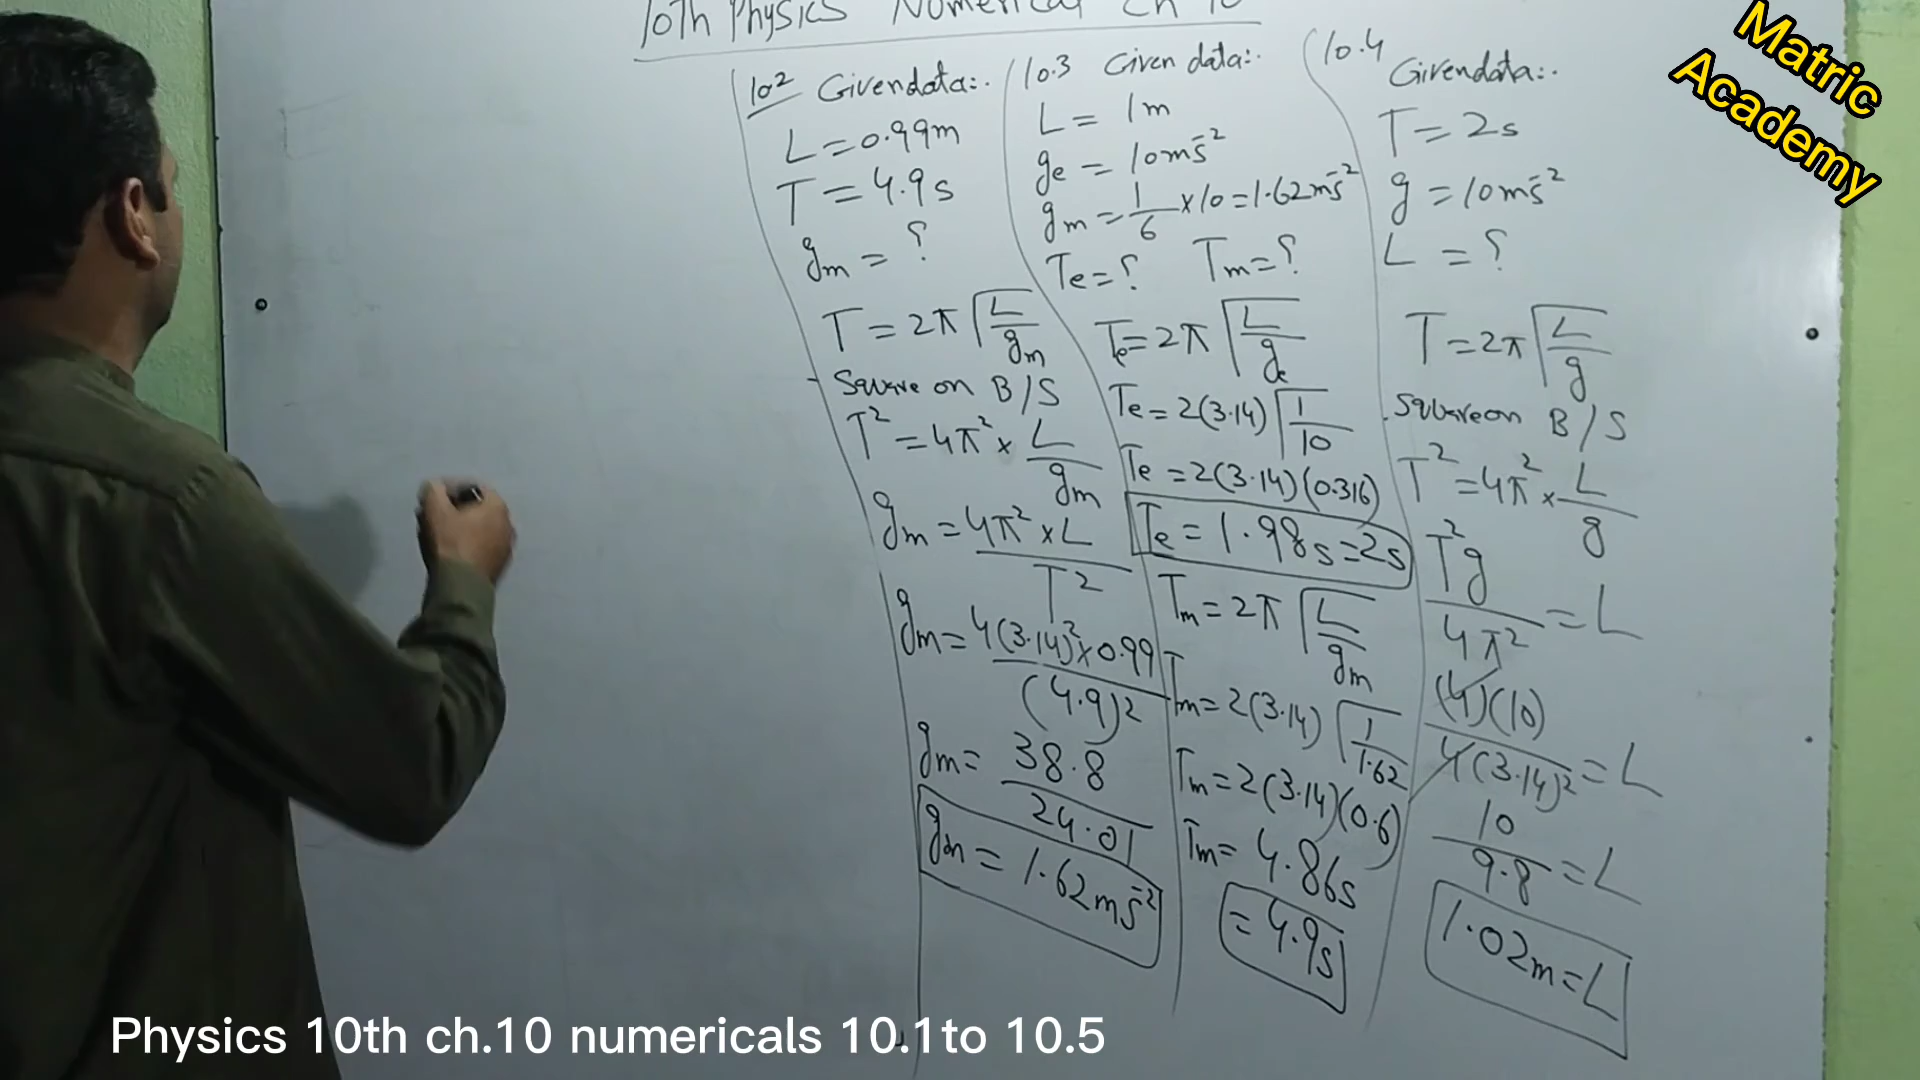 10th Physics Numerical Ch 10
10.2 Given data:.
L = 0.99m
T = 4.9s
gm = ?
T = 2π √L/gm
Square on B/S
T² = 4π² × L/gm
gm = 4π² × L / T²
gm = 4(3.14)² × 0.99 / (4.9)²
gm = 38.8 / 24.01
gm = 1.62 ms⁻²
10.3 Given data:.
L = 1m
ge = 10ms⁻²
gm = 1/6 × 10 = 1.62ms⁻²
Te = ? Tm = ?
Te = 2π √L/ge
Te = 2(3.14) √1/10
Te = 2(3.14)(0.316)
Te = 1.98s = 2s
Tm = 2π √L/gm
Tm = 2(3.14) √1/1.62
Tm = 2(3.14)(0.6)
Tm = 4.86s
= 4.9s
10.4 Given data:.
T = 2s
g = 10ms⁻²
L = ?
T = 2π √L/g
Square on B/S
T² = 4π² × L/g
T²g / 4π² = L
(4)(10) / 4(3.14)² = L
10 / 9.8 = L
1.02m = L
Matric
Academy
Physics 10th ch.10 numericals 10.1to 10.5